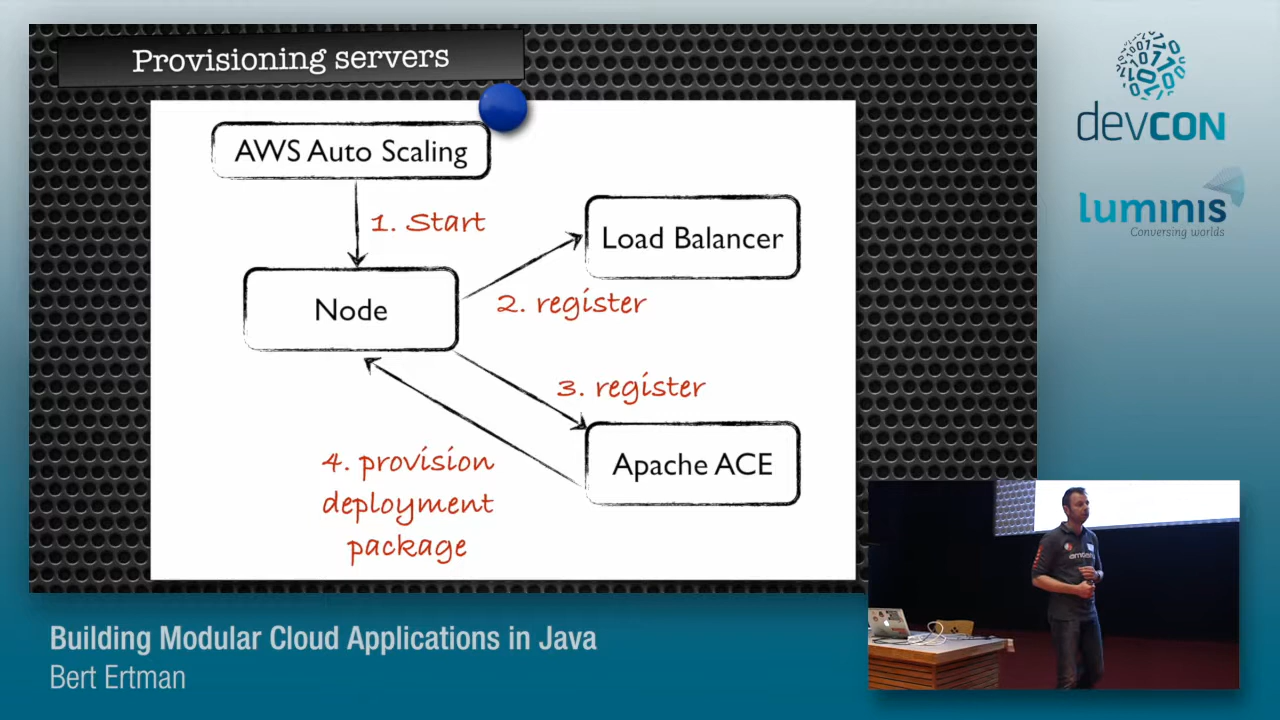 Provisioning servers
AWS Auto Scaling
1. Start
Load Balancer
Node
2. register
3. register
Apache ACE
4. provision
deployment
package
devcon
luminis
Conversing worlds
Building Modular Cloud Applications in Java
Bert Ertman